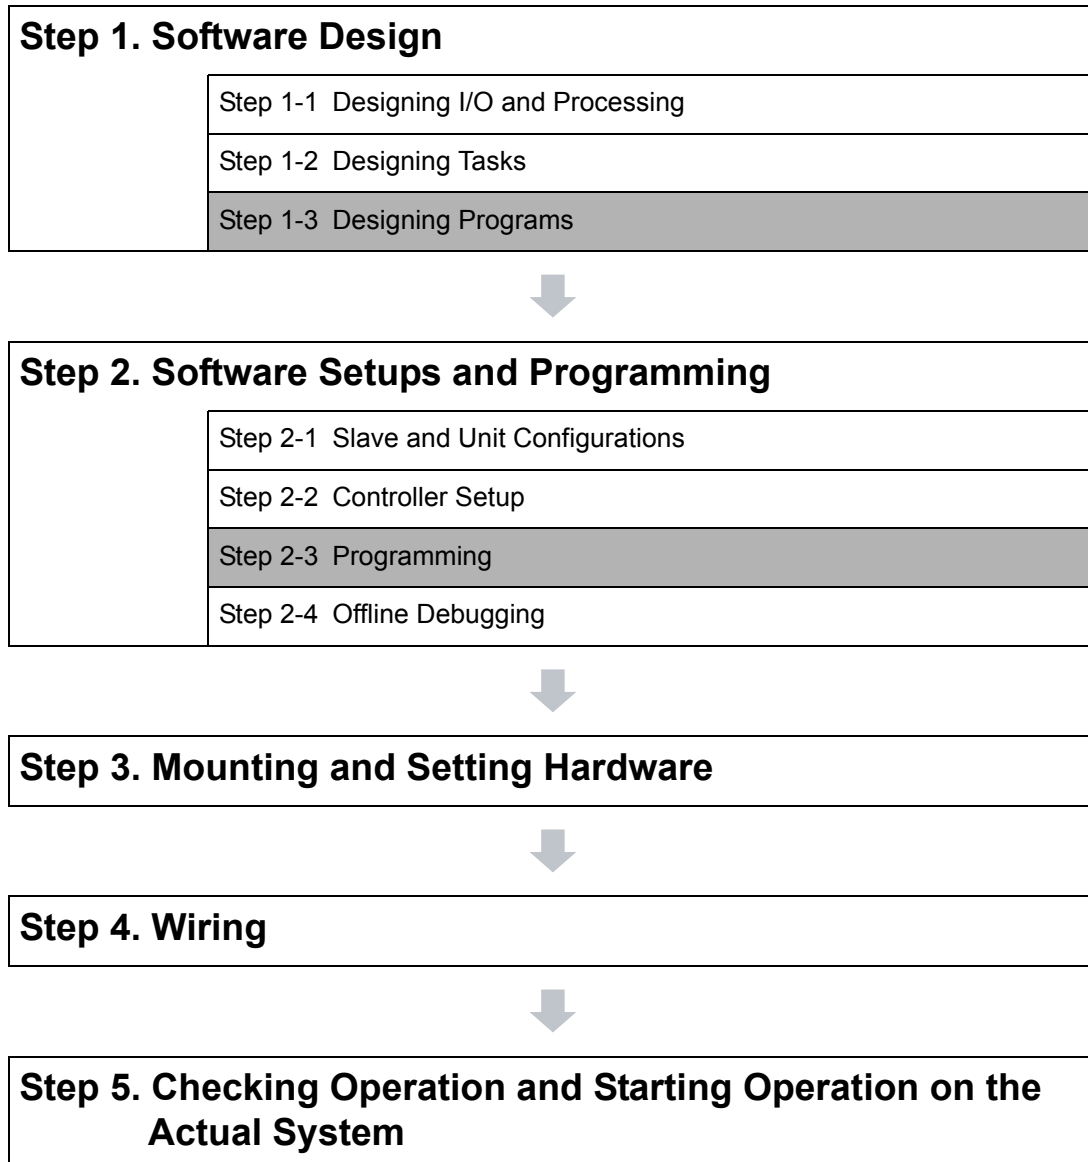 Step 1. Software Design
Step 1-1 Designing I/O and Processing
Step 1-2 Designing Tasks
Step 1-3 Designing Programs
Step 2. Software Setups and Programming
Step 2-1 Slave and Unit Configurations
Step 2-2 Controller Setup
Step 2-3 Programming
Step 2-4 Offline Debugging
Step 3. Mounting and Setting Hardware
Step 4. Wiring
Step 5. Checking Operation and Starting Operation on the
Actual System